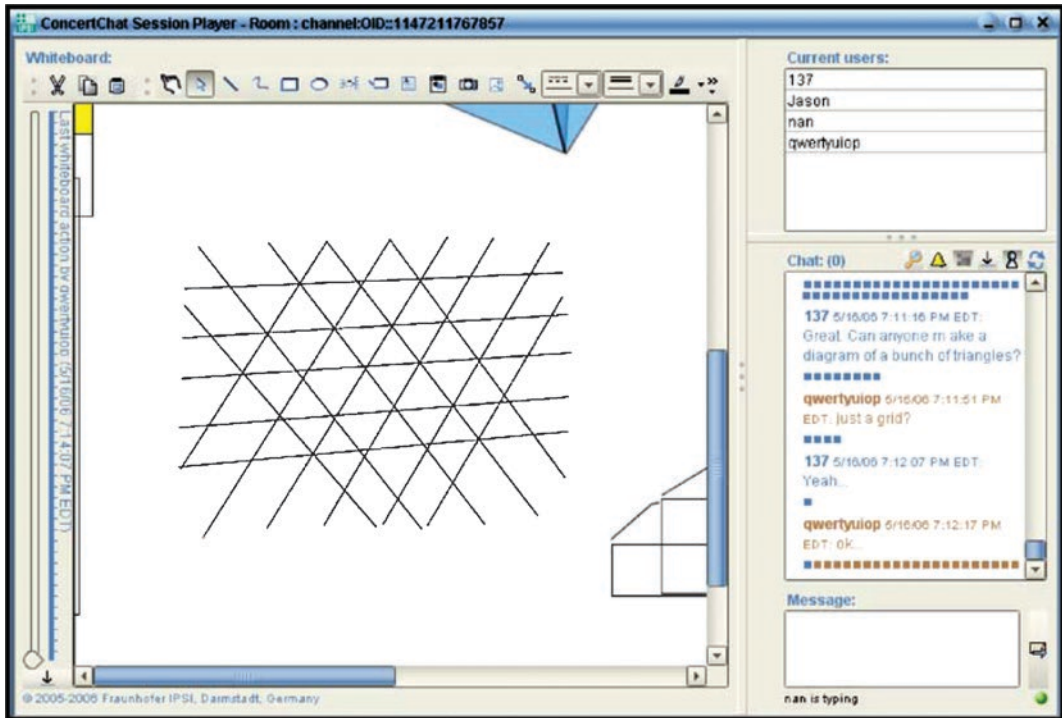 ConcertChat Session Player - Room : channel:OID::1147211767857
Whiteboard:
Last whiteboard action by qwertyuiop (5/16/06 7:14:07 PM EDT)
© 2005-2006 Fraunhofer IPSI, Darmstadt, Germany
Current users:
137
Jason
nan
qwertyuiop
Chat: (0)
137 5/16/06 7:11:16 PM EDT:
Great. Can anyone m ake a
diagram of a bunch of triangles?
qwertyuiop 5/16/06 7:11:51 PM
EDT: just a grid?
137 5/16/06 7:12:07 PM EDT:
Yeah...
qwertyuiop 5/16/06 7:12:17 PM
EDT: ok...
Message:
nan is typing